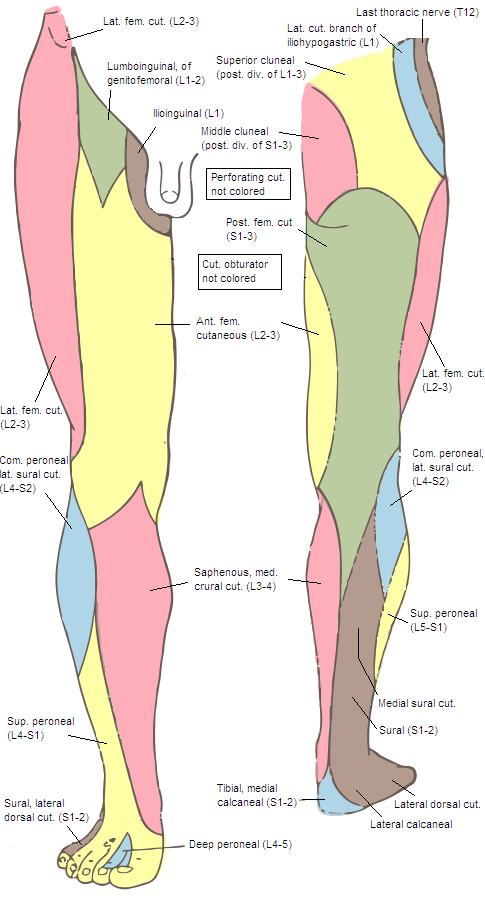 Last thoracic nerve (T12)
Lat. fem. cut. (L2-3)
Lat. cut. branch of
iliohypogastric (L1)
Lumboinguinal, of
genitofemoral (L1-2)
Superior cluneal
(post. div. of L1-3)
Ilioinguinal (L1)
Middle cluneal
(post. div. of S1-3)
Perforating cut.
not colored
Post. fem. cut
(S1-3)
Cut. obturator
not colored
Ant. fem.
cutaneous (L2-3)
Lat. fem. cut.
(L2-3)
Lat. fem. cut.
(L2-3)
Com. peroneal,
lat. sural cut.
(L4-S2)
Com. peroneal,
lat. sural cut.
(L4-S2)
Saphenous, med.
crural cut. (L3-4)
Sup. peroneal
(L5-S1)
Medial sural cut.
Sup. peroneal
(L4-S1)
Sural (S1-2)
Tibial, medial
calcaneal (S1-2)
Sural, lateral
dorsal cut. (S1-2)
Lateral dorsal cut.
Lateral calcaneal
Deep peroneal (L4-5)